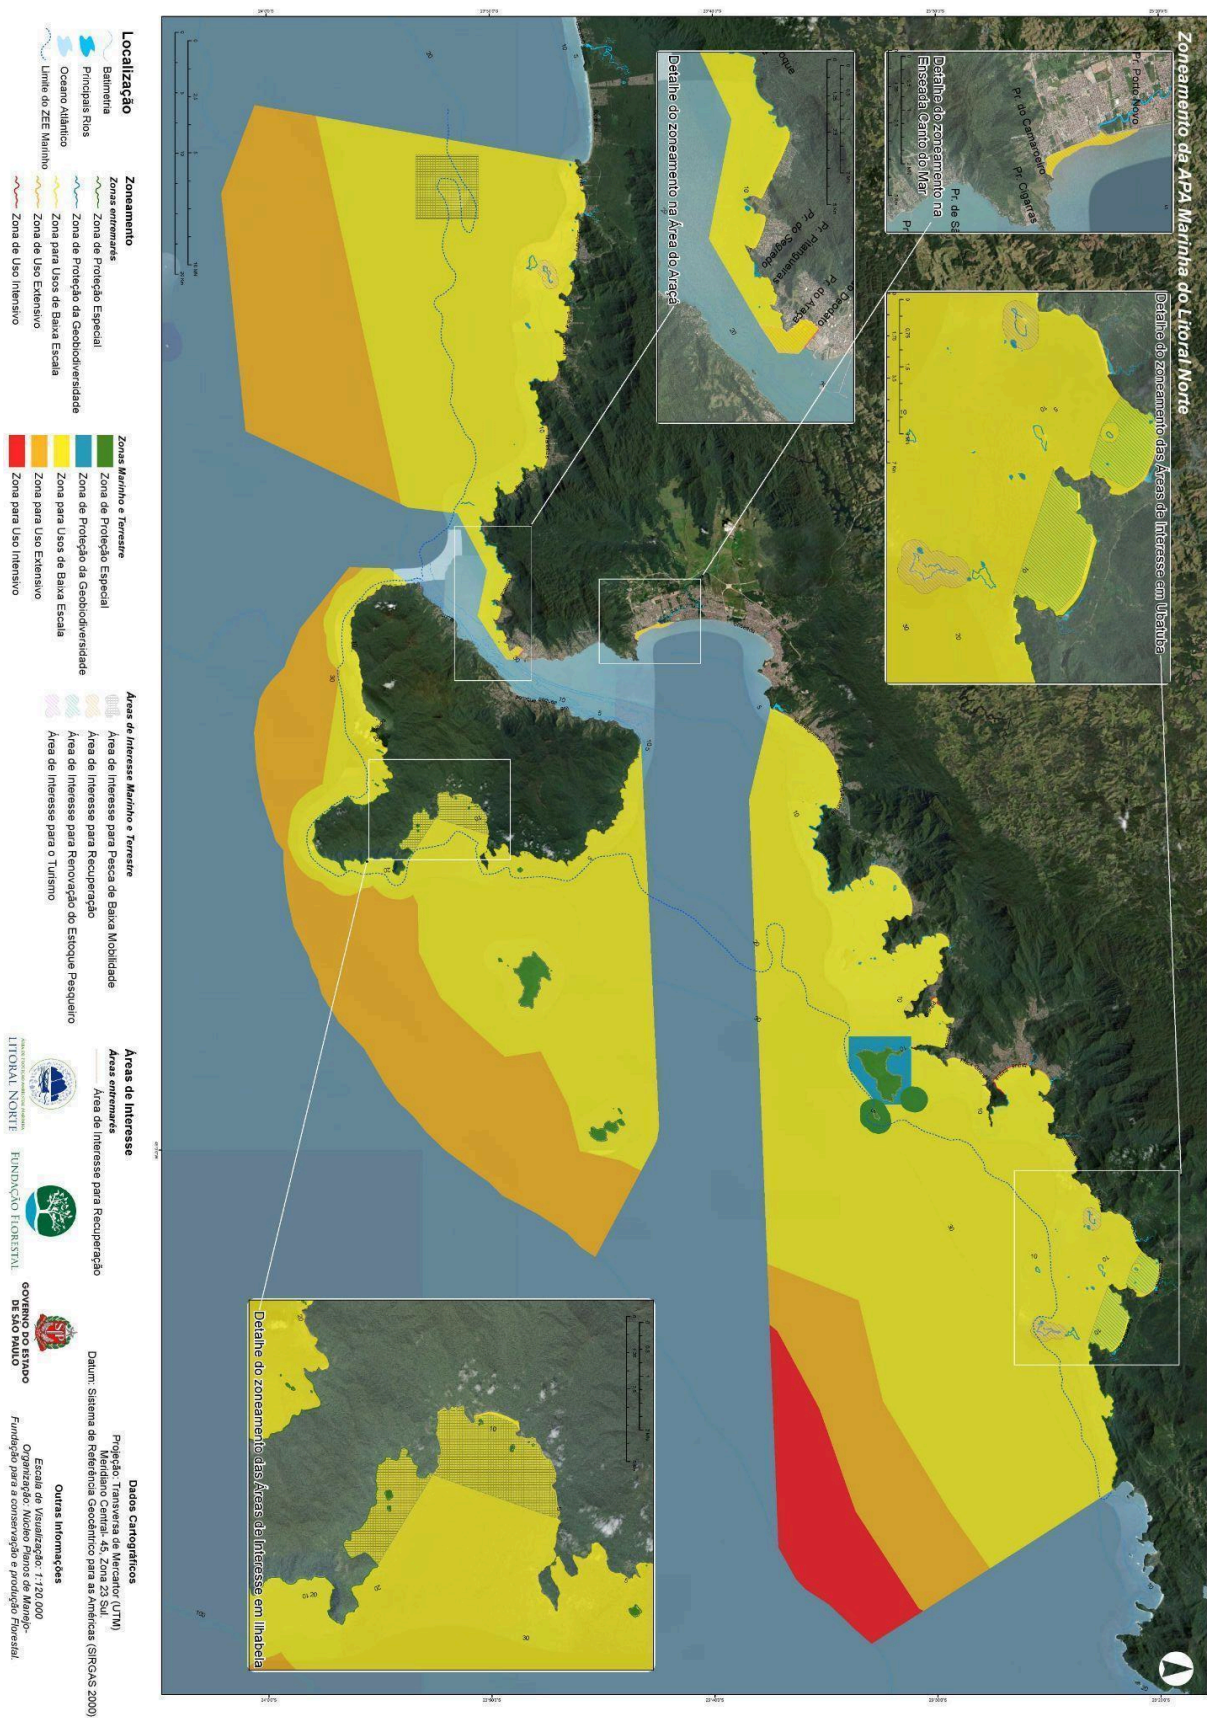 Zoneamento da APA Marinha do Litoral Norte
Detalhe do zoneamento na
Enseada Canto do Mar
Pr. Porto Novo
Pr. do Camaroeiro
Pr. Cigarras
Detalhe do zoneamento na Área do Araçá
Pr. do Segredo
Pr. Pitangueiras
Pr. do Araçá
Detalhe do zoneamento das Áreas de Interesse em Ubatuba
Detalhe do zoneamento das Áreas de Interesse em Ilhabela
Localização
Batimetria
Principais Rios
Oceano Atlântico
Limite do ZEE Marinho
Zoneamento
Zonas entremarés
Zona de Proteção Especial
Zona de Proteção da Geobiodiversidade
Zona para Usos de Baixa Escala
Zona de Uso Extensivo
Zona de Uso Intensivo
Zonas Marinho e Terrestre
Zona de Proteção Especial
Zona de Proteção da Geobiodiversidade
Zona para Usos de Baixa Escala
Zona para Uso Extensivo
Zona para Uso Intensivo
Áreas de Interesse Marinho e Terrestre
Área de Interesse para Pesca de Baixa Mobilidade
Área de Interesse para Recuperação
Área de Interesse para Renovação do Estoque Pesqueiro
Área de Interesse para o Turismo
Áreas de Interesse
Áreas entremarés
Área de Interesse para Recuperação
LITORAL NORTE
FUNDAÇÃO FLORESTAL
GOVERNO DO ESTADO
DE SÃO PAULO
Dados Cartográficos
Projeção: Transversa de Mercartor (UTM)
Meridiano Central- 45, Zona 23 Sul.
Datum: Sistema de Referência Geocêntrico para as Américas (SIRGAS 2000)
Outras Informações
Escala de Visualização: 1:120.000
Organização: Núcleo Planos de Manejo-
Fundação para a conservação e produção Florestal.